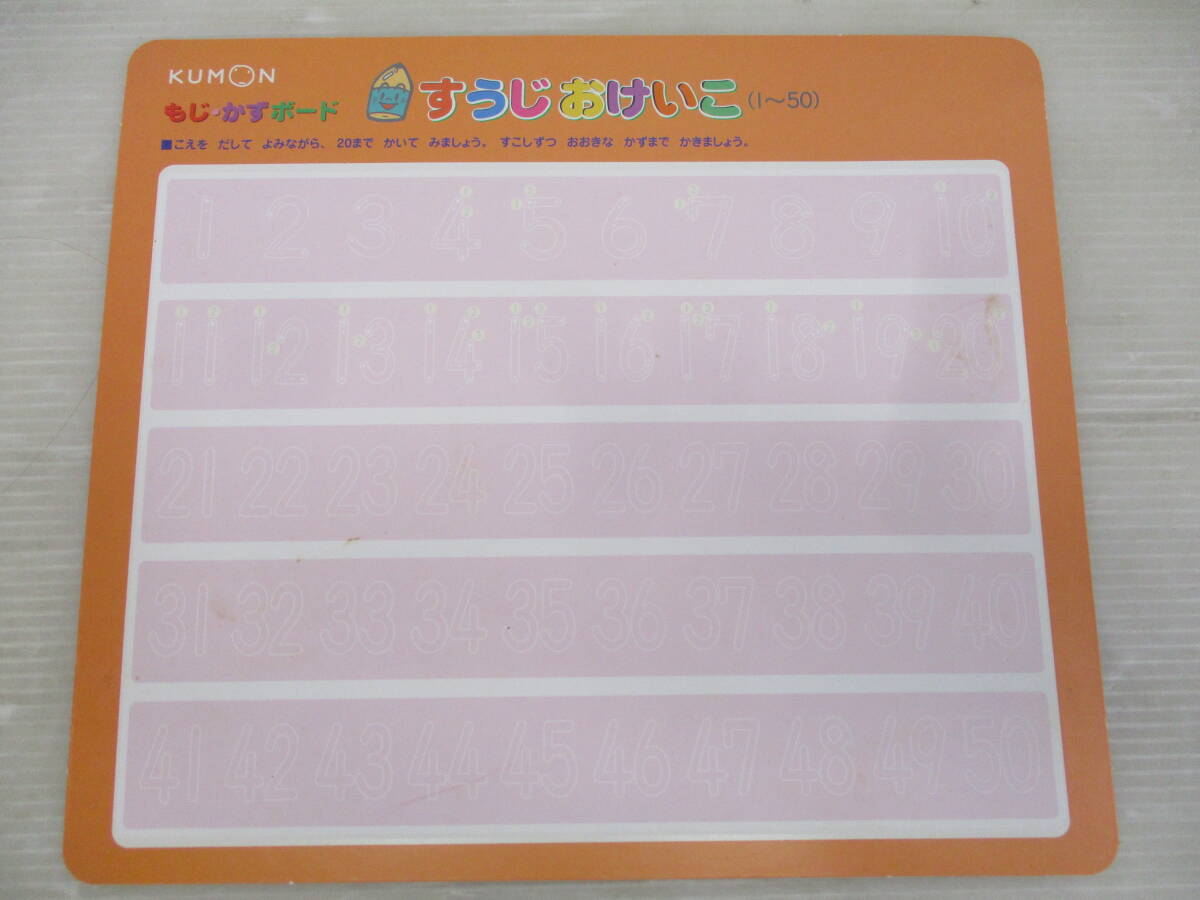 KUMON
もじ・かずボード
すうじ おけいこ (1~50)
■こえを だして よみながら、 20まで かいて みましょう。 すこしずつ おおきな かずまで かきましょう。
1 2 3 4 5 6 7 8 9 10
11 12 13 14 15 16 17 18 19 20
21 22 23 24 25 26 27 28 29 30
31 32 33 34 35 36 37 38 39 40
41 42 43 44 45 46 47 48 49 50